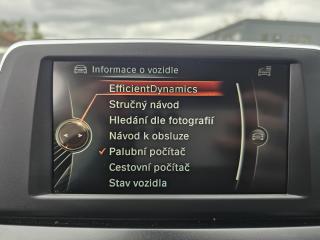 Informace o vozidle
EfficientDynamics
Stručný návod
Hledání dle fotografií
Návod k obsluze
Palubní počítač
Cestovní počítač
Stav vozidla